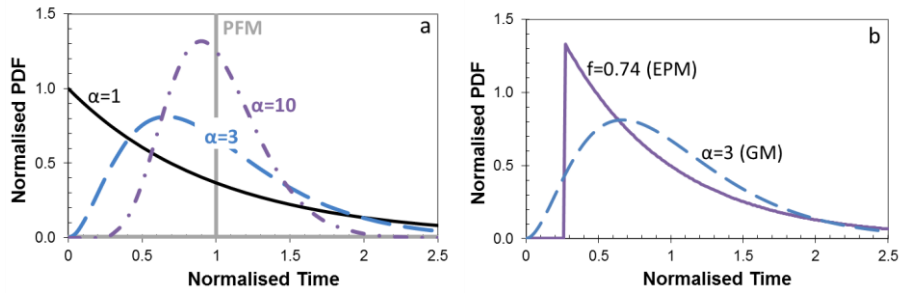 1.5
1.0
0.5
0.0
Normalised PDF
PFM
a
α=1
α=10
α=3
0
0.5
1
1.5
2
2.5
Normalised Time
1.5
1.0
0.5
0.0
Normalised PDF
b
f=0.74 (EPM)
α=3 (GM)
0
0.5
1
1.5
2
2.5
Normalised Time